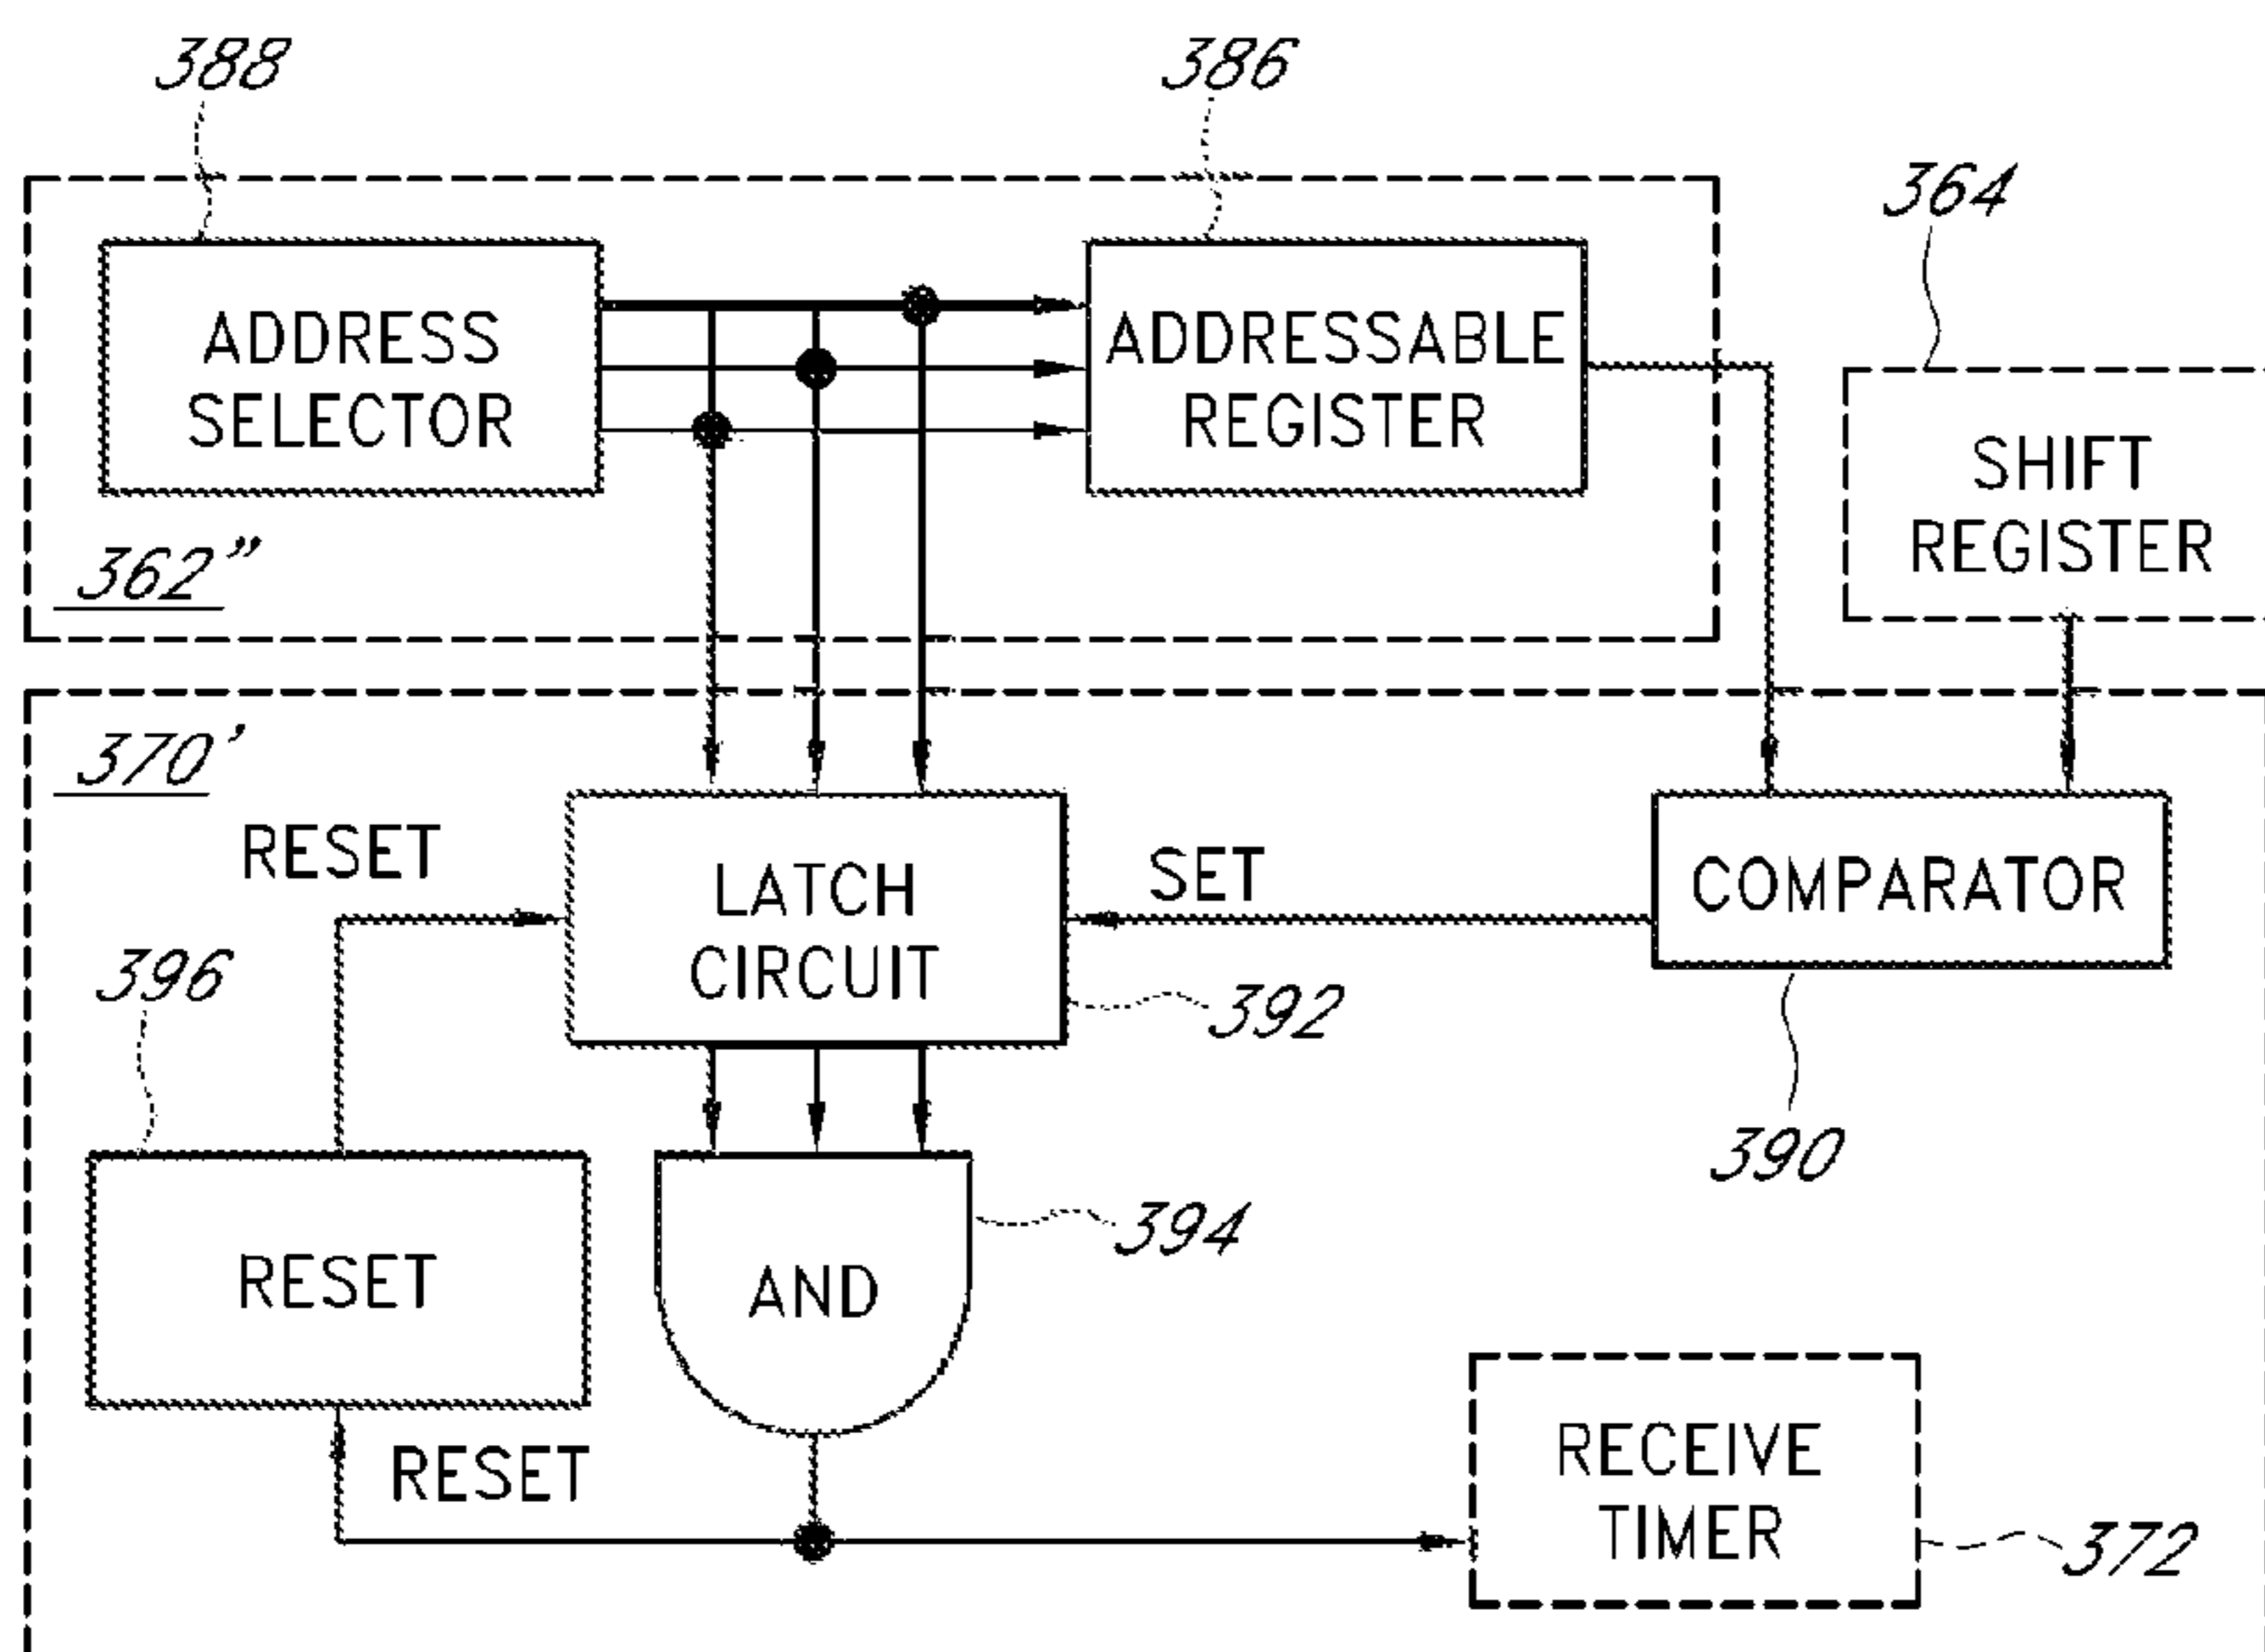 388
386
364
ADDRESS
SELECTOR
ADDRESSABLE
REGISTER
SHIFT
REGISTER
362"
370'
RESET
LATCH
CIRCUIT
SET
COMPARATOR
396
392
390
394
RESET
AND
RESET
RECEIVE
TIMER
372